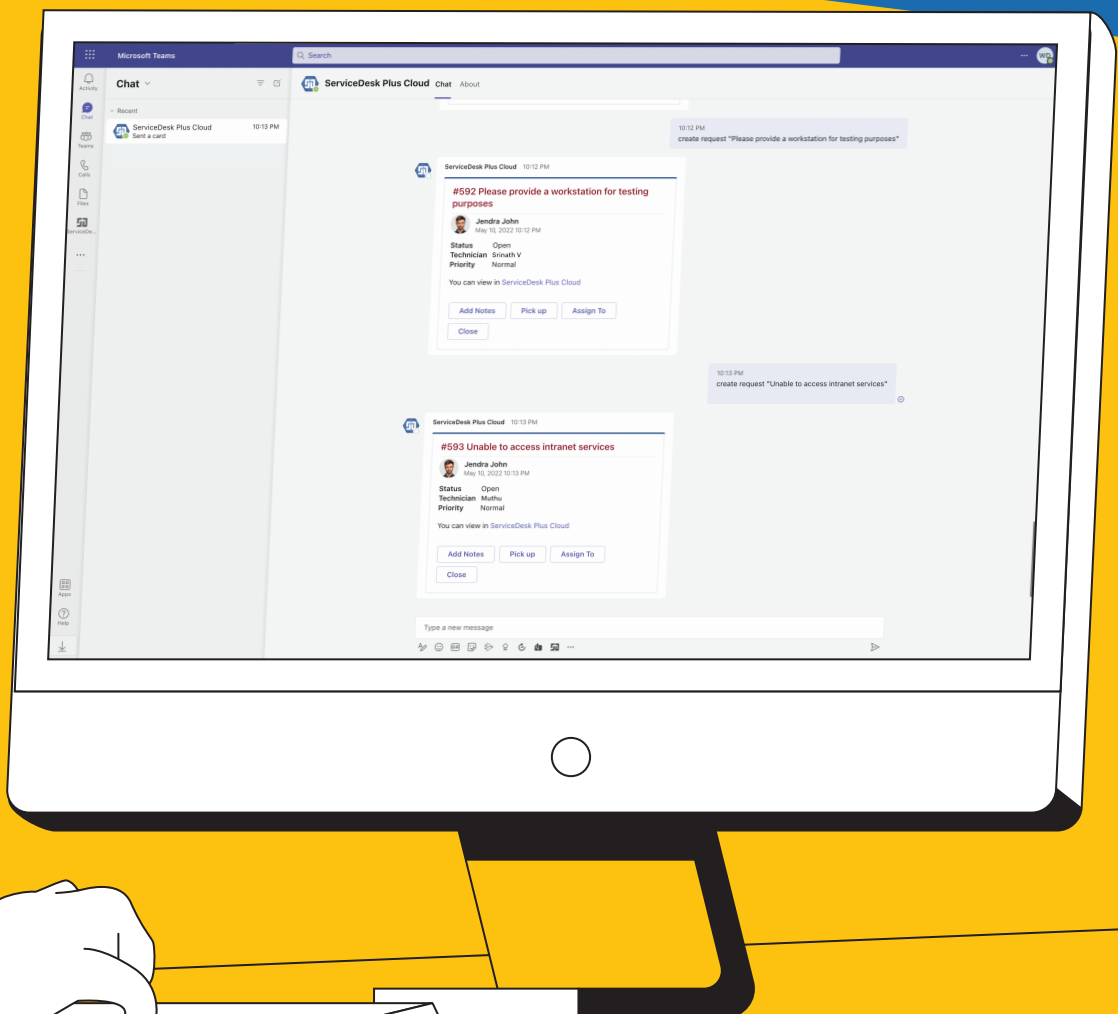 Microsoft Teams
Search
WD
Activity
Chat
Teams
Calls
Files
ServiceDe...
...
Apps
Help
Chat
Recent
ServiceDesk Plus Cloud 10:13 PM
Sent a card
ServiceDesk Plus Cloud Chat About
10:12 PM
create request "Please provide a workstation for testing purposes"
ServiceDesk Plus Cloud 10:12 PM
#592 Please provide a workstation for testing
purposes
Jendra John
May 10, 2022 10:12 PM
Status Open
Technician Srinath V
Priority Normal
You can view in ServiceDesk Plus Cloud
Add Notes Pick up Assign To
Close
10:13 PM
create request "Unable to access intranet services"
ServiceDesk Plus Cloud 10:13 PM
#593 Unable to access intranet services
Jendra John
May 10, 2022 10:13 PM
Status Open
Technician Muthu
Priority Normal
You can view in ServiceDesk Plus Cloud
Add Notes Pick up Assign To
Close
Type a new message